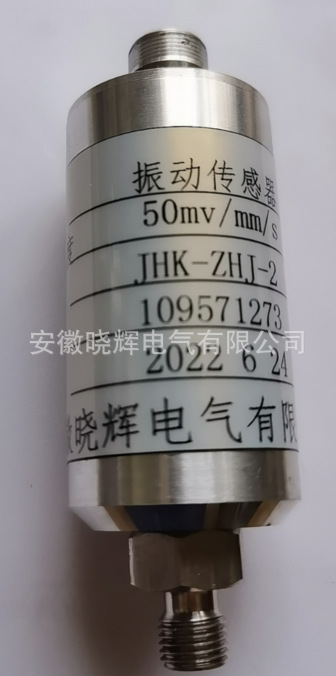 振动传感器
50mv/mm/s
JHK-ZHJ-2
109571273
安徽晓辉电气有限公司
2022 6 24
晓辉电气有限